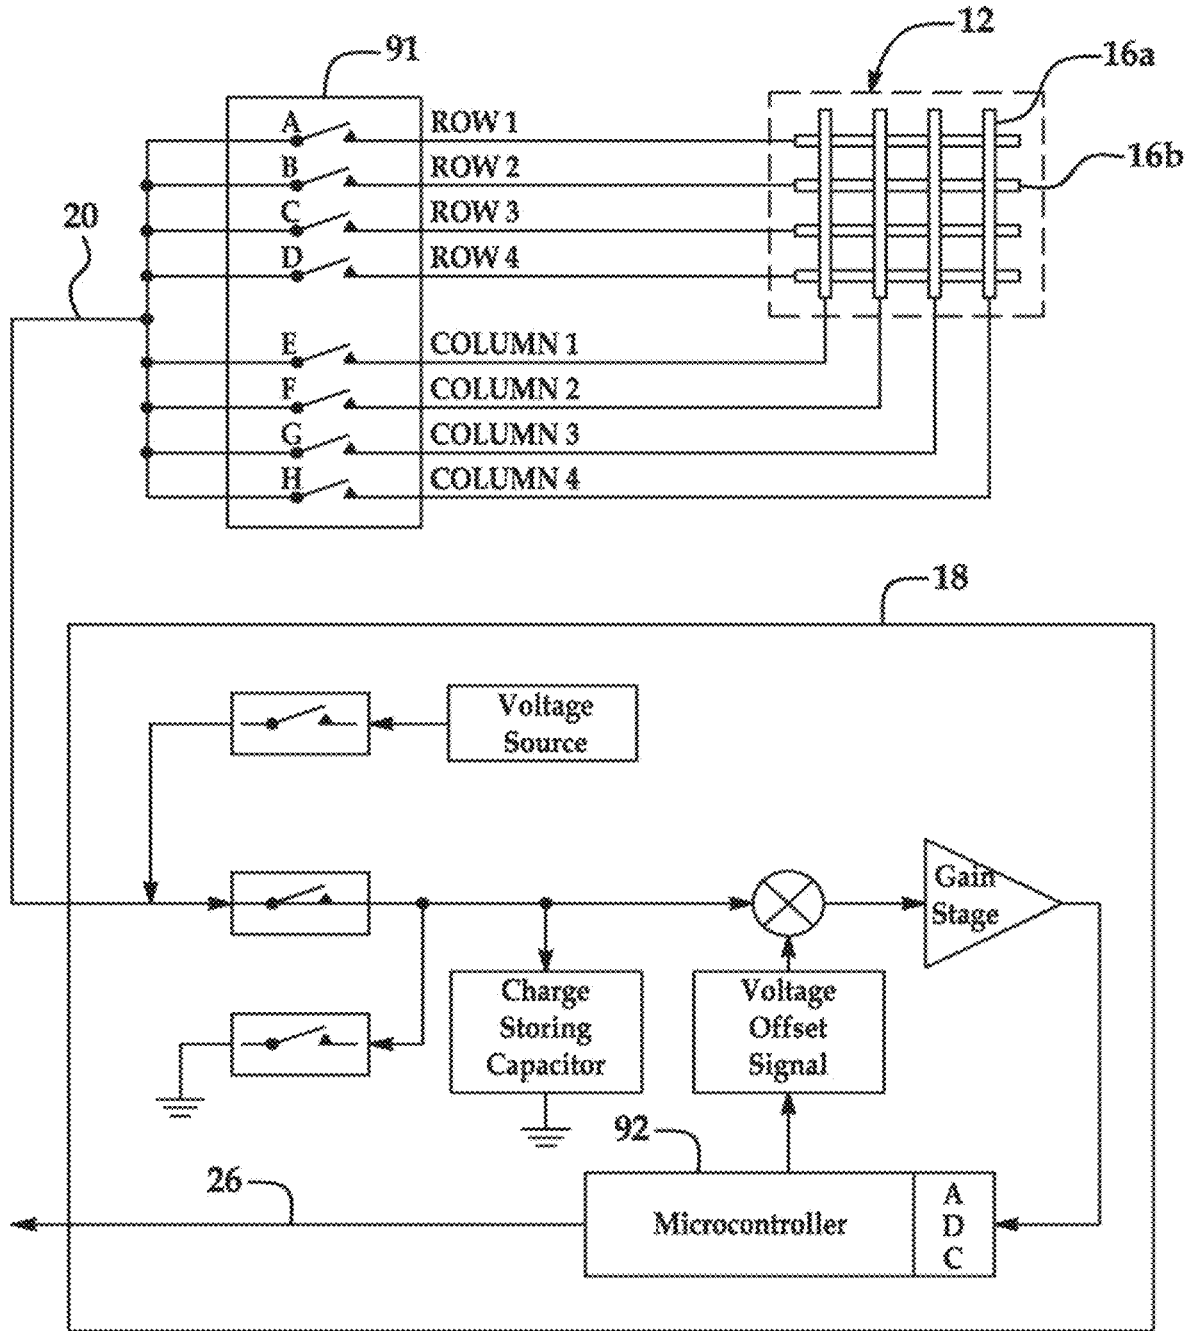 12
91
16a
A
ROW 1
B
ROW 2
16b
C
ROW 3
20
D
ROW 4
E
COLUMN 1
F
COLUMN 2
G
COLUMN 3
H
COLUMN 4
18
Voltage
Source
Gain
Stage
Charge
Storing
Capacitor
Voltage
Offset
Signal
92
26
Microcontroller
A
D
C